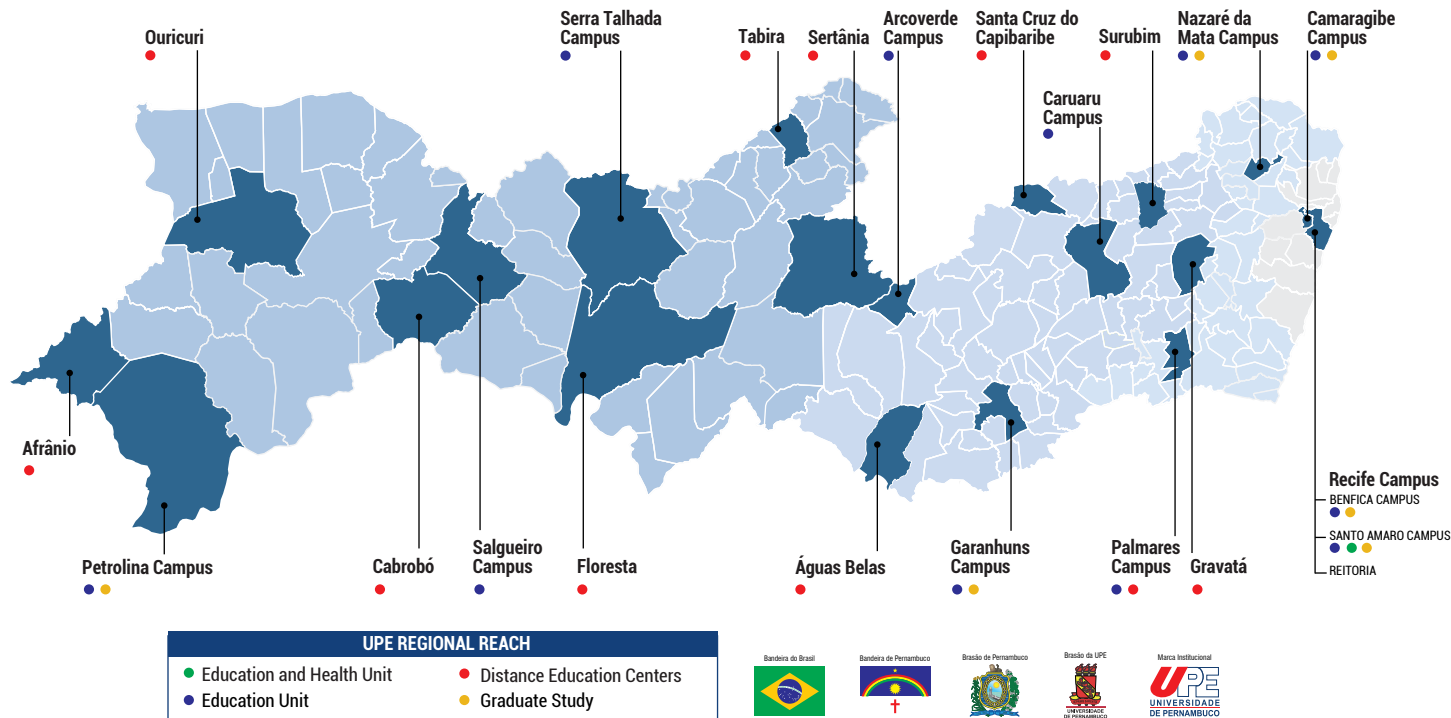 Ouricuri
Serra Talhada
Campus
Tabira
Sertânia
Arcoverde
Campus
Santa Cruz do
Capibaribe
Surubim
Nazaré da
Mata Campus
Camaragibe
Campus
Caruaru
Campus
Afrânio
Petrolina Campus
Cabrobó
Salgueiro
Campus
Floresta
Águas Belas
Garanhuns
Campus
Palmares
Campus
Gravatá
Recife Campus
BENFICA CAMPUS
SANTO AMARO CAMPUS
REITORIA
UPE REGIONAL REACH
Education and Health Unit
Distance Education Centers
Education Unit
Graduate Study
Bandeira do Brasil
Bandeira de Pernambuco
Brasão de Pernambuco
Brasão da UPE
UNIVERSIDADE
DE PERNAMBUCO
Marca Institucional
UPE
UNIVERSIDADE
DE PERNAMBUCO